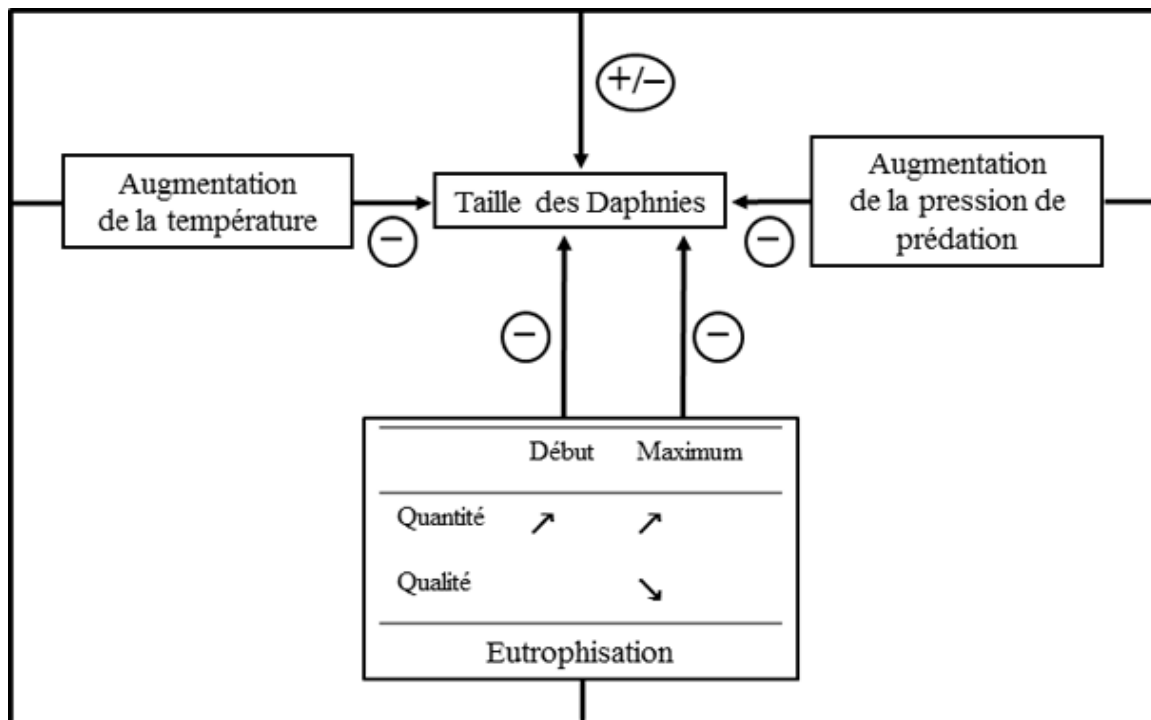 +/−
Augmentation
de la température
−
Taille des Daphnies
−
Augmentation
de la pression de
prédation
−
−
Début Maximum
Quantité ↗ ↗
Qualité ↘
Eutrophisation